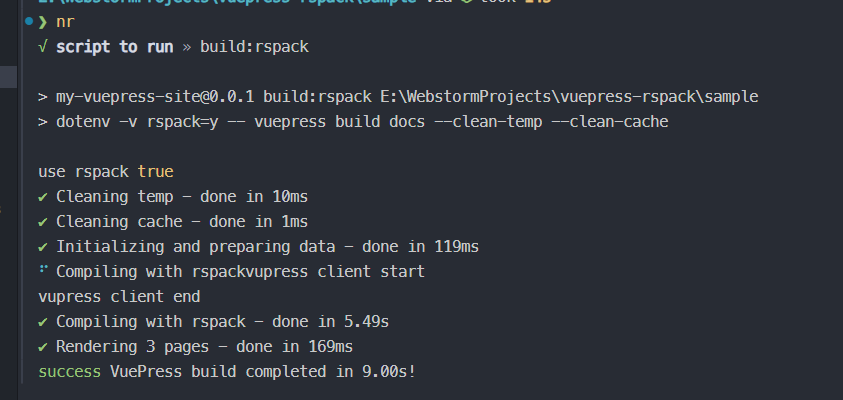 ❯ nr
√ script to run » build:rspack
> my-vuepress-site@0.0.1 build:rspack E:\WebstormProjects\vuepress-rspack\sample
> dotenv -v rspack=y -- vuepress build docs --clean-temp --clean-cache
use rspack true
✔ Cleaning temp - done in 10ms
✔ Cleaning cache - done in 1ms
✔ Initializing and preparing data - done in 119ms
⠋ Compiling with rspackvupress client start
vupress client end
✔ Compiling with rspack - done in 5.49s
✔ Rendering 3 pages - done in 169ms
success VuePress build completed in 9.00s!